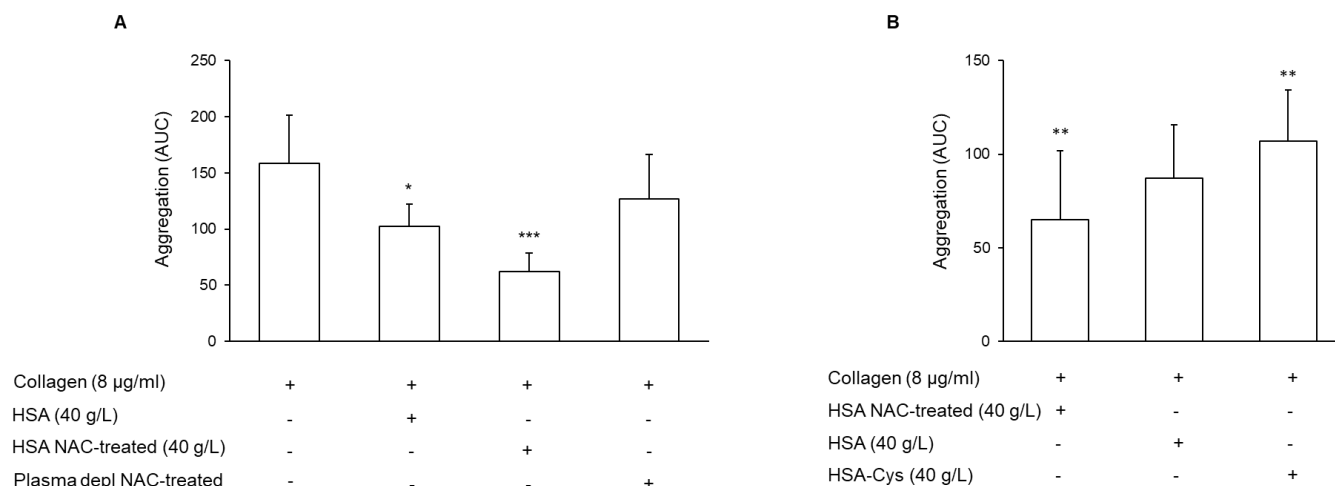 A
Aggregation (AUC)
250
200
150
100
50
0
*
***
Collagen (8 µg/ml) + + + +
HSA (40 g/L) - + - -
HSA NAC-treated (40 g/L) - - + -
Plasma depl NAC-treated - - - +
B
Aggregation (AUC)
150
100
50
0
**
**
Collagen (8 µg/ml) + + +
HSA NAC-treated (40 g/L) + - -
HSA (40 g/L) - + -
HSA-Cys (40 g/L) - - +